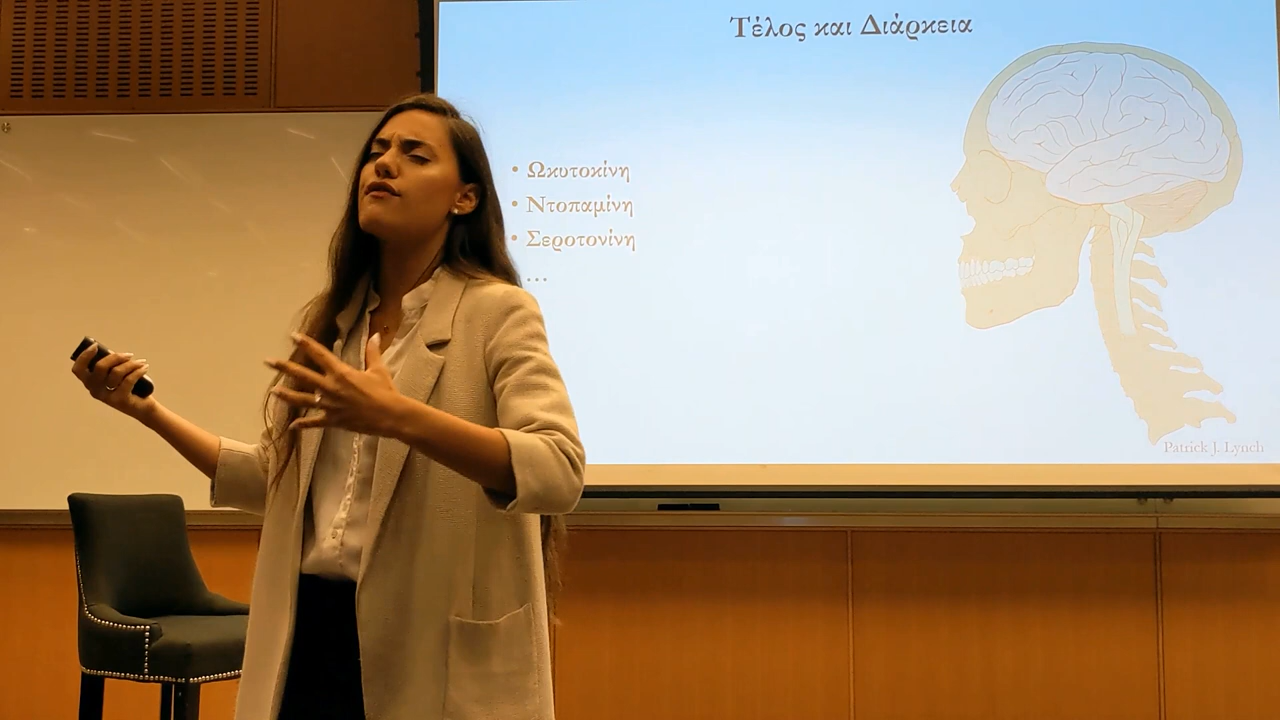 Τέλος και Διάρκεια
• Ωκυτοκίνη
• Ντοπαμίνη
• Σεροτονίνη
...
Patrick J. Lynch